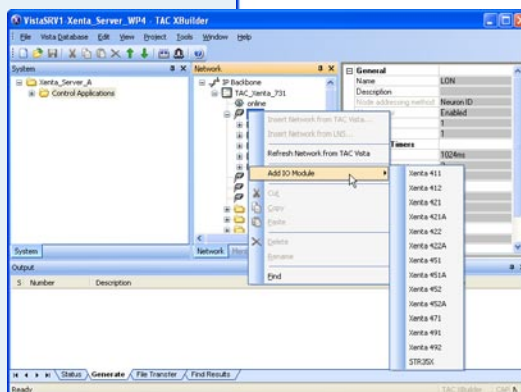 VistaSRV1-Xenta_Server_WP4 - TAC XBuilder
File Vista Database Edit View Project Tools Window Help
System
Xenta_Server_A
Control Applications
System
Network
IP Backbone
TAC_Xenta_731
online
Network
General
Name LON
Description
Node addressing method Neuron ID
Enabled
1
1
Timers
1024ms
Insert Network from TAC Vista...
Insert Network from LNS...
Refresh Network from TAC Vista
Add IO Module
Cut
Copy
Paste
Delete
Rename
Find
Xenta 411
Xenta 412
Xenta 421
Xenta 421A
Xenta 422
Xenta 422A
Xenta 451
Xenta 451A
Xenta 452
Xenta 452A
Xenta 471
Xenta 491
Xenta 492
STR35X
Output
S Number Description
Status Generate File Transfer Find Results
Ready
TAC XBuilder CAP